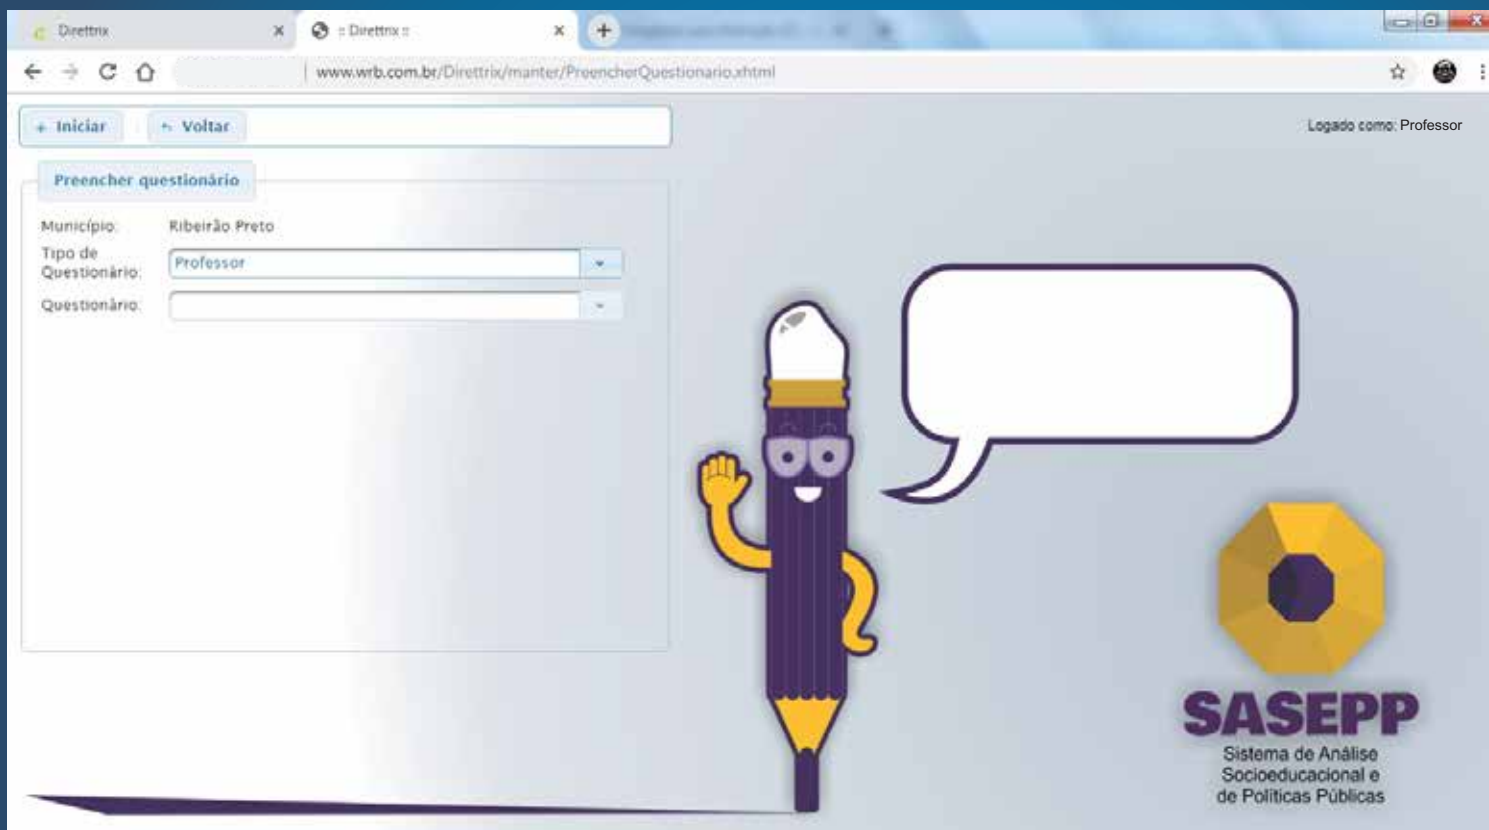 Direttrix
:: Direttrix ::
www.wrb.com.br/Direttrix/manter/PreencherQuestionario.xhtml
Iniciar
Voltar
Logado como: Professor
Preencher questionário
Município: Ribeirão Preto
Tipo de
Questionário: Professor
Questionário:
SASEPP
Sistema de Análise
Socioeducacional e
de Políticas Públicas